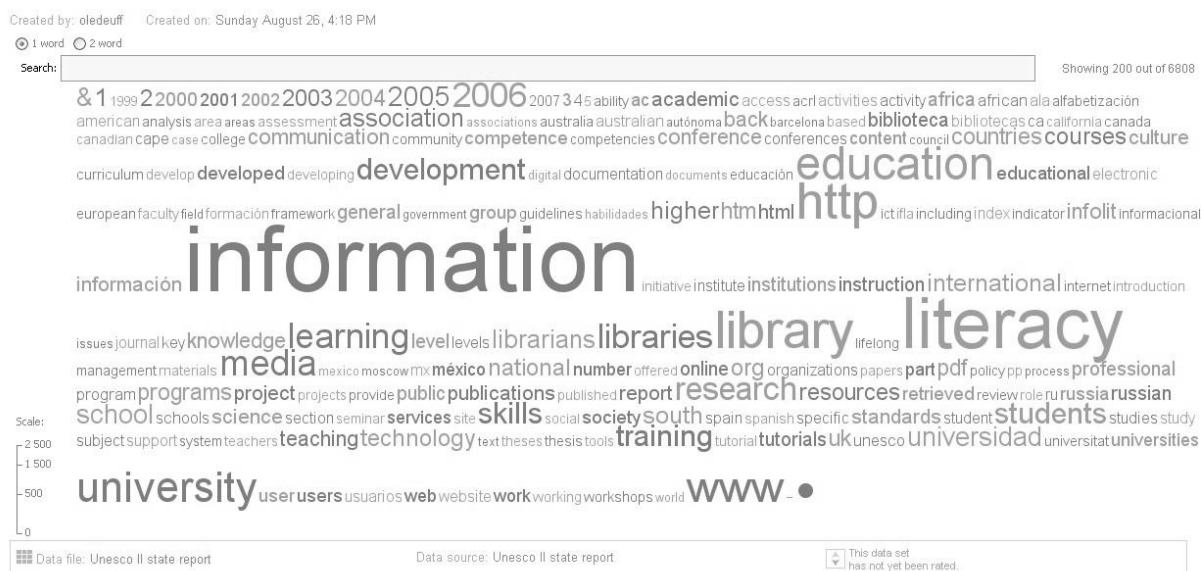 Created by: oledeuff Created on: Sunday August 26, 4:18 PM
1 word 2 word
Search: Showing 200 out of 6808
& 1 1999 2 2000 2001 2002 2003 2004 2005 2006 2007 3 4 5 ability ac academic access acrl activities activity africa african ala alfabetización
american analysis area areas assessment association associations australia australian autónoma back barcelona based biblioteca bibliotecas ca california canada
canadian cape case college communication community competence competencies conference conferences content council countries courses culture
curriculum develop developed developing development digital documentation documents educación education educational electronic
european faculty field formación framework general government group guidelines habilidades higher htm html http ict ifla including index indicator infolit informacional
información information initiative institute institutions instruction international internet introduction
issues journal key knowledge learning level levels librarians libraries library lifelong literacy
management materials media mexico moscow mx méxico national number offered online org organizations papers part pdf policy pp process professional
program programs project projects provide public publications published report research resources retrieved review role ru russia russian
school schools science section seminar services site skills social society south spain spanish specific standards student students studies study
subject support system teachers teaching technology text theses thesis tools training tutorial tutorials uk unesco universidad universitat universities
university user users usuarios web website work working workshops world www – ●
Scale:
2 500
1 500
500
0
Data file: Unesco II state report Data source: Unesco II state report This data set
has not yet been rated.